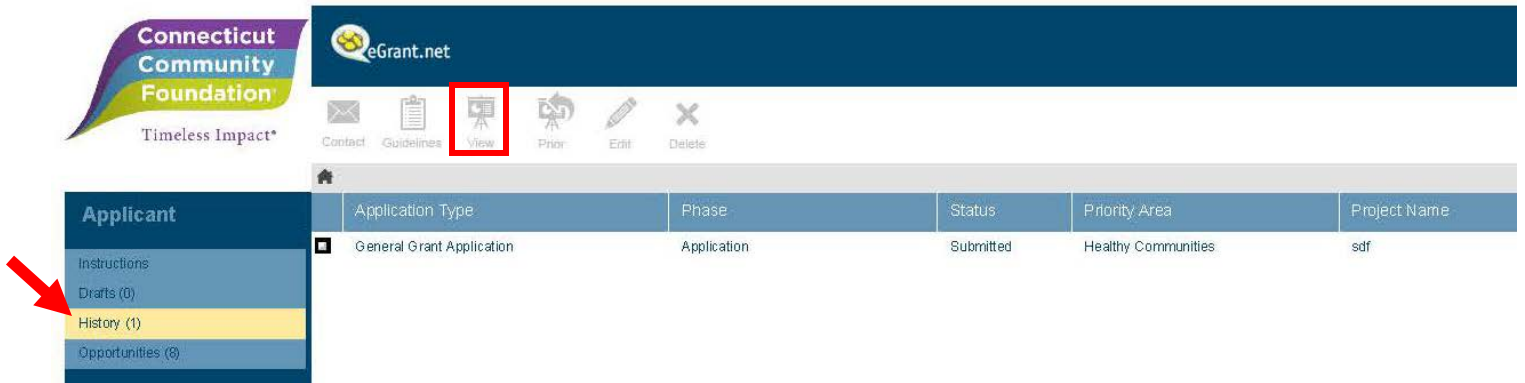 Connecticut
Community
Foundation
Timeless Impact®
eGrant.net
Contact Guidelines View Prior Edit Delete
Applicant
Instructions
Drafts (0)
History (1)
Opportunities (8)
Application Type Phase Status Priority Area Project Name
General Grant Application Application Submitted Healthy Communities sdf